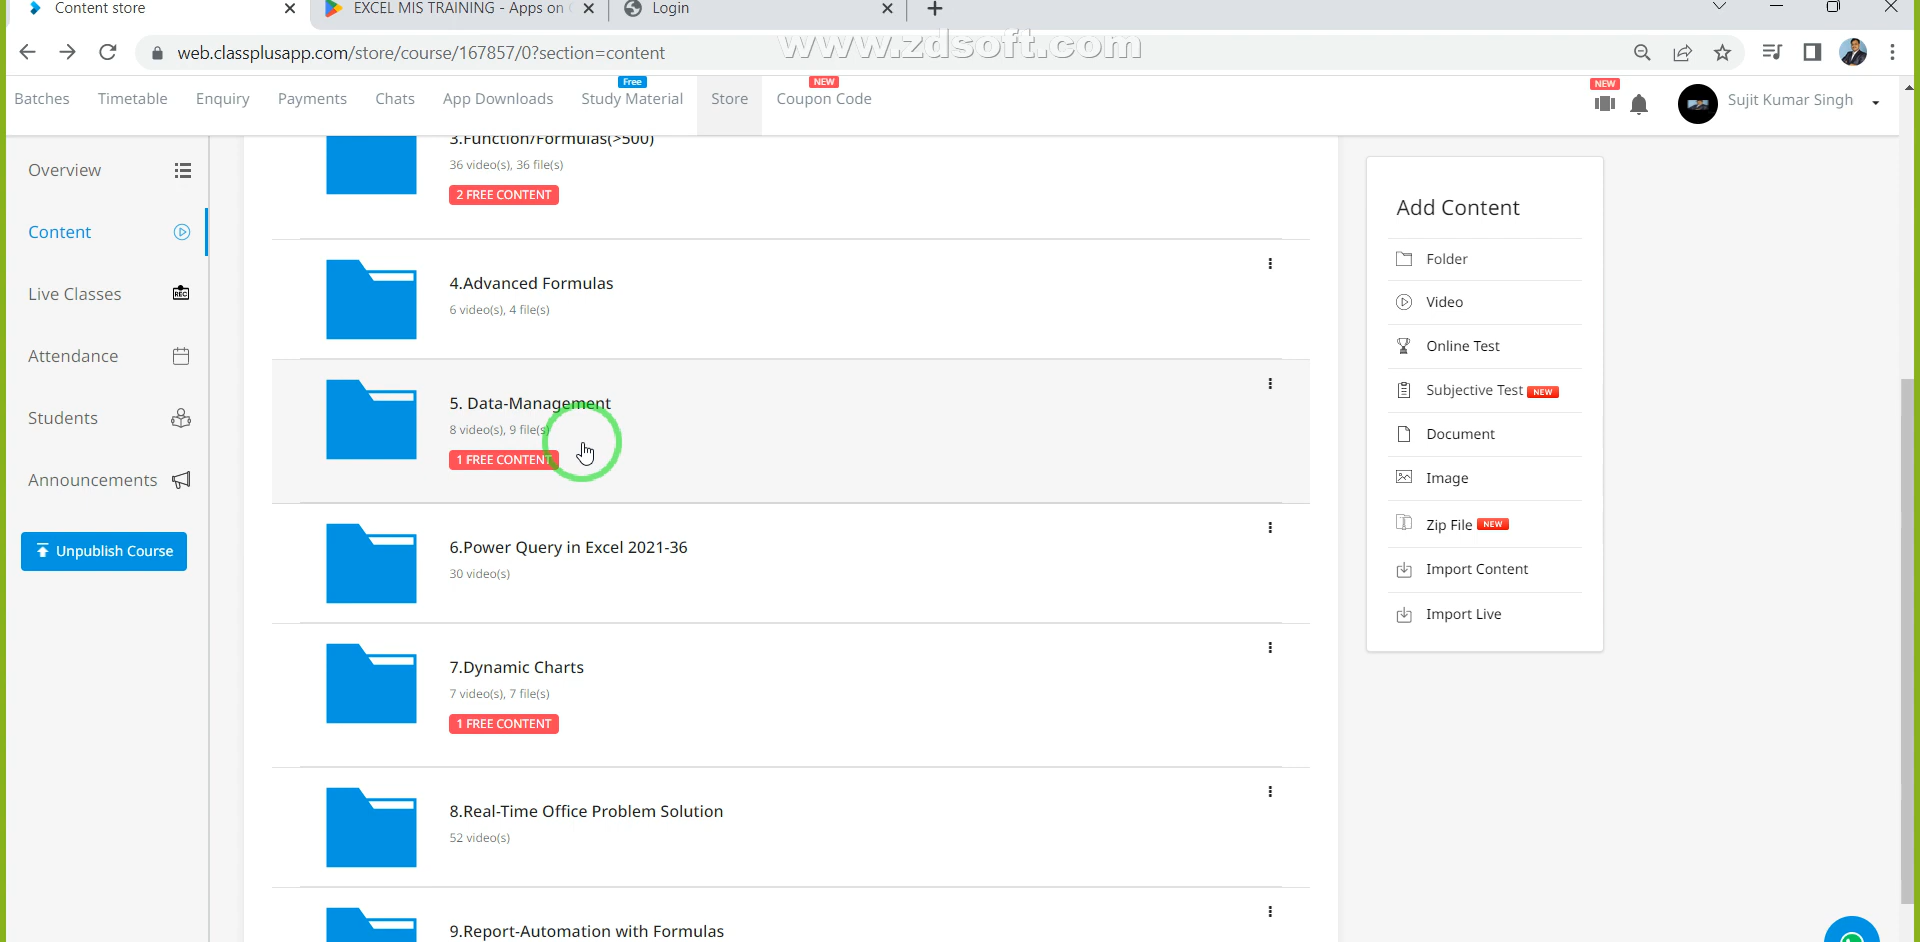 Content store
EXCEL MIS TRAINING - Apps on
Login
web.classplusapp.com/store/course/167857/0?section=content
www.zdsoft.com
Batches
Timetable
Enquiry
Payments
Chats
App Downloads
Free
Study Material
Store
NEW
Coupon Code
NEW
Sujit Kumar Singh
Overview
Content
Live Classes
REC
Attendance
Students
Announcements
Unpublish Course
3.Function/Formulas(>500)
36 video(s), 36 file(s)
2 FREE CONTENT
4.Advanced Formulas
6 video(s), 4 file(s)
5. Data-Management
8 video(s), 9 file(s)
1 FREE CONTENT
6.Power Query in Excel 2021-36
30 video(s)
7.Dynamic Charts
7 video(s), 7 file(s)
1 FREE CONTENT
8.Real-Time Office Problem Solution
52 video(s)
9.Report-Automation with Formulas
Add Content
Folder
Video
Online Test
Subjective Test NEW
Document
Image
Zip File NEW
Import Content
Import Live